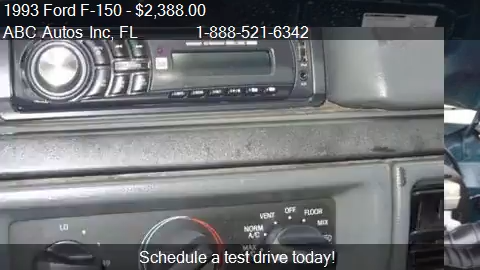 1993 Ford F-150 - $2,388.00
ABC Autos Inc, FL 1-888-521-6342
LO
VENT
OFF
FLOOR
NORM
A/C
MIX
MAX
Schedule a test drive today!